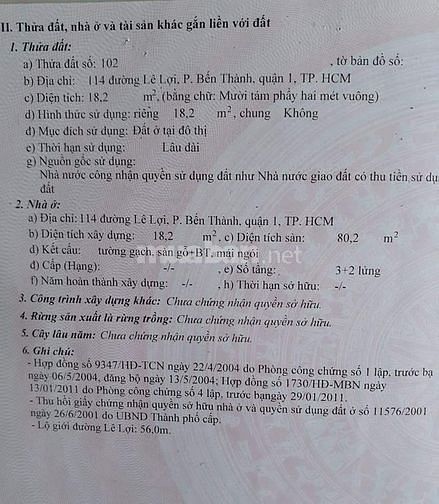 II. Thửa đất, nhà ở và tài sản khác gắn liền với đất
1. Thửa đất:
a) Thửa đất số: 102 , tờ bản đồ số:
b) Địa chỉ: 114 đường Lê Lợi, P. Bến Thành, quận 1, TP. HCM
c) Diện tích: 18,2 m², (bằng chữ: Mười tám phẩy hai mét vuông)
d) Hình thức sử dụng: riêng 18,2 m², chung Không
đ) Mục đích sử dụng: Đất ở tại đô thị
e) Thời hạn sử dụng: Lâu dài
g) Nguồn gốc sử dụng:
Nhà nước công nhận quyền sử dụng đất như Nhà nước giao đất có thu tiền sử dụ
đất
2. Nhà ở:
a) Địa chỉ: 114 đường Lê Lợi, P. Bến Thành, quận 1, TP. HCM
b) Diện tích xây dựng: 18,2 m², c) Diện tích sàn: 80,2 m²
d) Kết cấu: tường gạch, sàn gỗ+BT, mái ngói
đ) Cấp (Hạng): -/- , e) Số tầng: 3+2 lửng
f) Năm hoàn thành xây dựng: -/- , h) Thời hạn sở hữu: -/-
3. Công trình xây dựng khác: Chưa chứng nhận quyền sở hữu.
4. Rừng sản xuất là rừng trồng: Chưa chứng nhận quyền sở hữu.
5. Cây lâu năm: Chưa chứng nhận quyền sở hữu.
6. Ghi chú:
- Hợp đồng số 9347/HĐ-TCN ngày 22/4/2004 do Phòng công chứng số 1 lập, trước bạ
ngày 06/5/2004, đăng bộ ngày 13/5/2004; Hợp đồng số 1730/HĐ-MBN ngày
13/01/2011 do Phòng công chứng số 4 lập, trước bạ ngày 29/01/2011.
- Thu hồi giấy chứng nhận quyền sở hữu nhà ở và quyền sử dụng đất ở số 11576/2001
ngày 26/6/2001 do UBND Thành phố cấp.
- Lộ giới đường Lê Lợi: 56,0m.